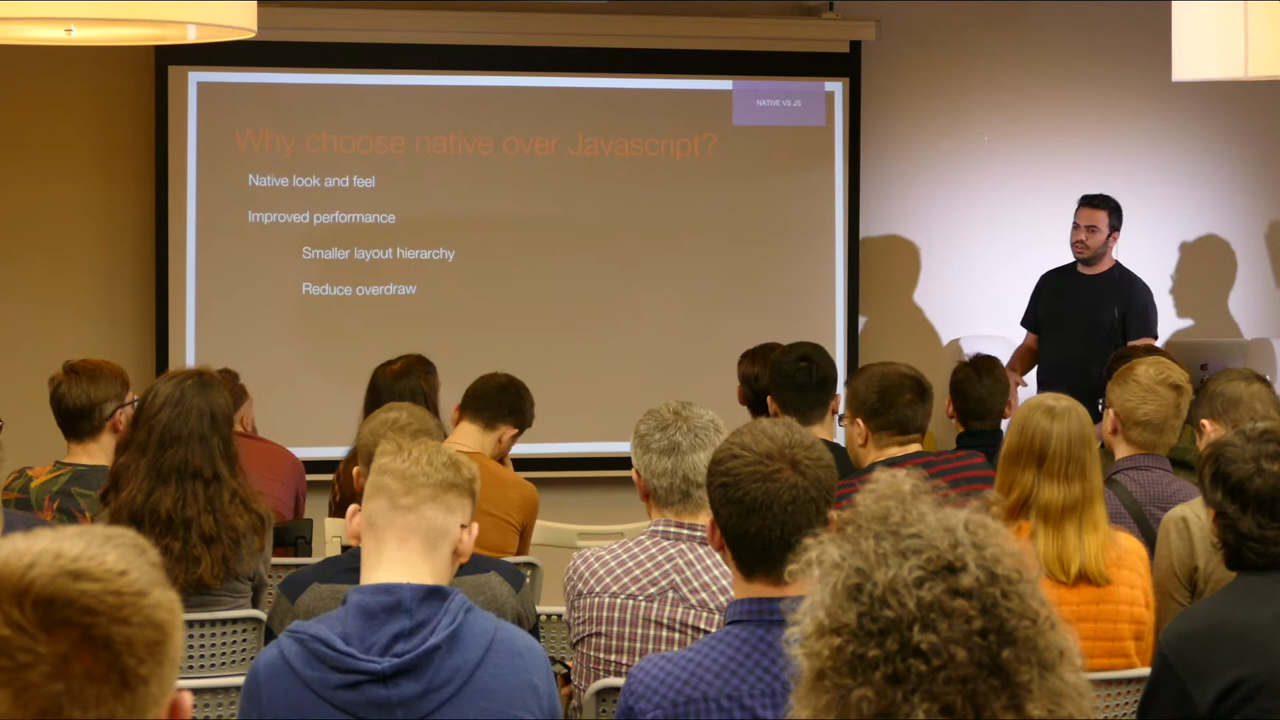 NATIVE VS JS
Why choose native over Javascript?
Native look and feel
Improved performance
Smaller layout hierarchy
Reduce overdraw